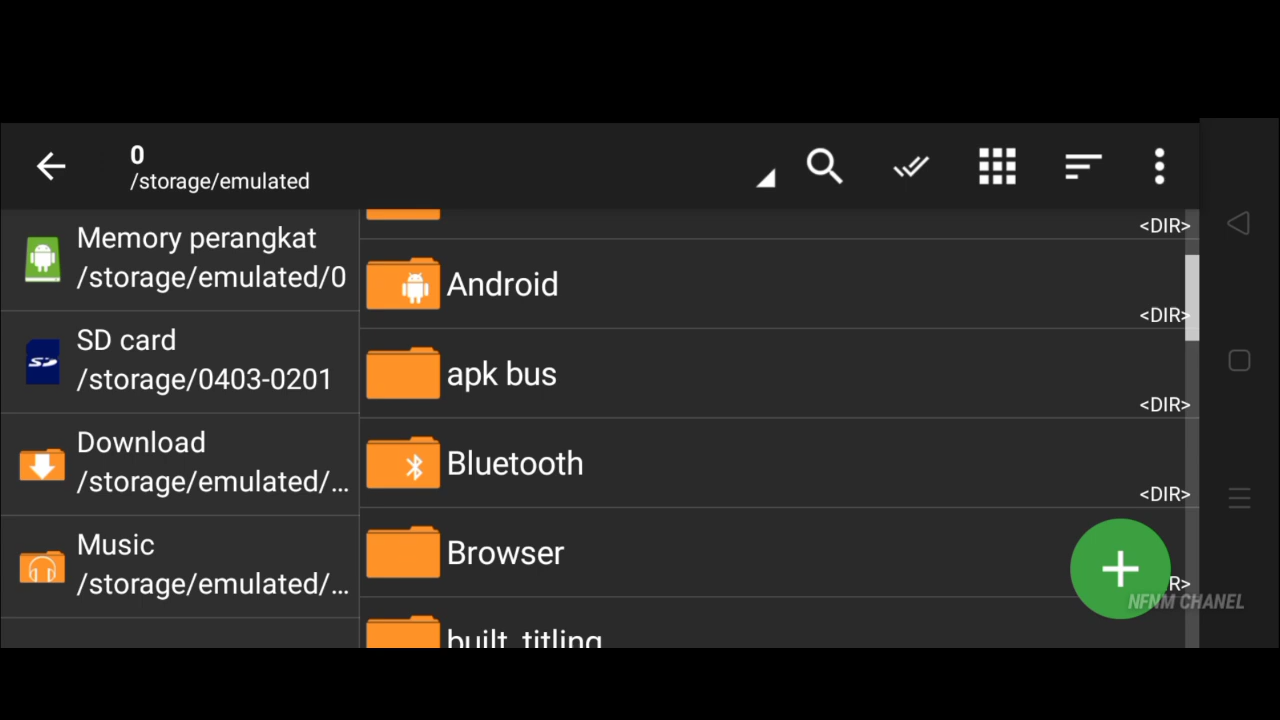 0
/storage/emulated
Memory perangkat
/storage/emulated/0
SD card
/storage/0403-0201
Download
/storage/emulated/...
Music
/storage/emulated/...
<DIR>
Android
<DIR>
apk bus
<DIR>
Bluetooth
<DIR>
Browser
R>
built_titling
NFNM CHANEL